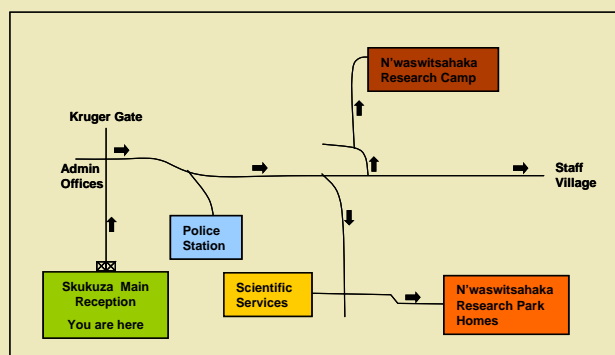 N'waswitsahaka
Research Camp
Kruger Gate
Admin
Offices
Staff
Village
Police
Station
Skukuza Main
Reception
You are here
Scientific
Services
N'waswitsahaka
Research Park
Homes